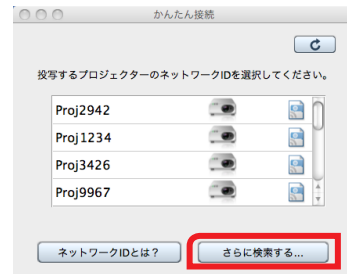 かんたん接続
投写するプロジェクターのネットワークIDを選択してください。
Proj2942
Proj1234
Proj3426
Proj9967
ネットワークIDとは？ さらに検索する...